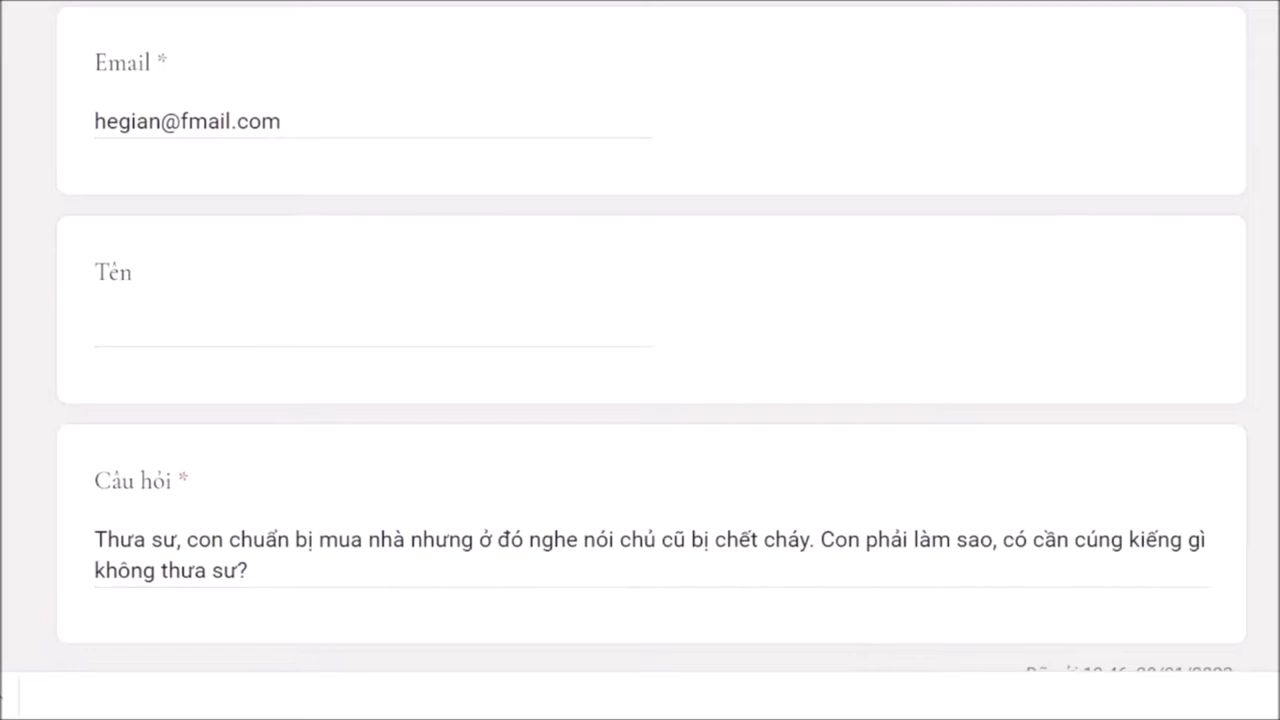 Email *
hegian@fmail.com
Tên
Câu hỏi *
Thưa sư, con chuẩn bị mua nhà nhưng ở đó nghe nói chủ cũ bị chết cháy. Con phải làm sao, có cần cúng kiếng gì
không thưa sư?